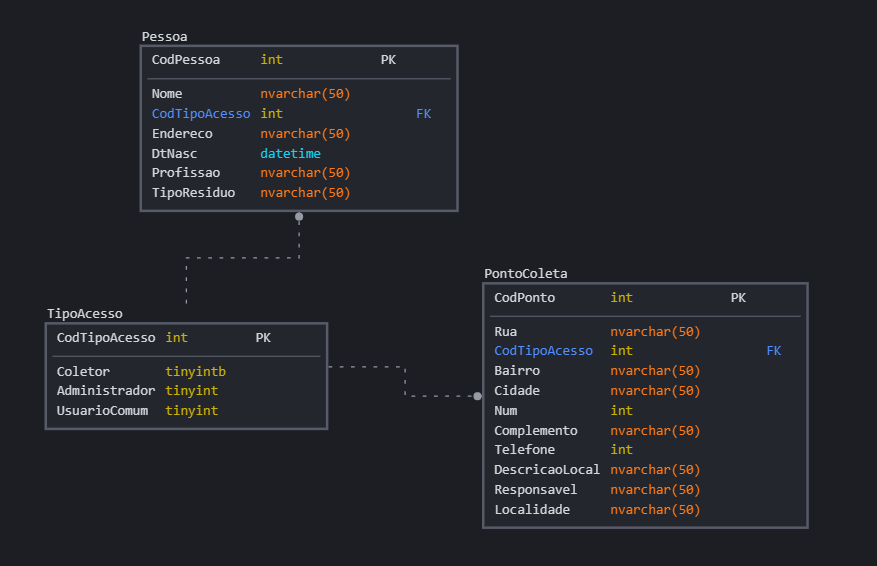 Pessoa
CodPessoa int PK
Nome nvarchar(50)
CodTipoAcesso int FK
Endereco nvarchar(50)
DtNasc datetime
Profissao nvarchar(50)
TipoResiduo nvarchar(50)
TipoAcesso
CodTipoAcesso int PK
Coletor tinyintb
Administrador tinyint
UsuarioComum tinyint
PontoColeta
CodPonto int PK
Rua nvarchar(50)
CodTipoAcesso int FK
Bairro nvarchar(50)
Cidade nvarchar(50)
Num int
Complemento nvarchar(50)
Telefone int
DescricaoLocal nvarchar(50)
Responsavel nvarchar(50)
Localidade nvarchar(50)